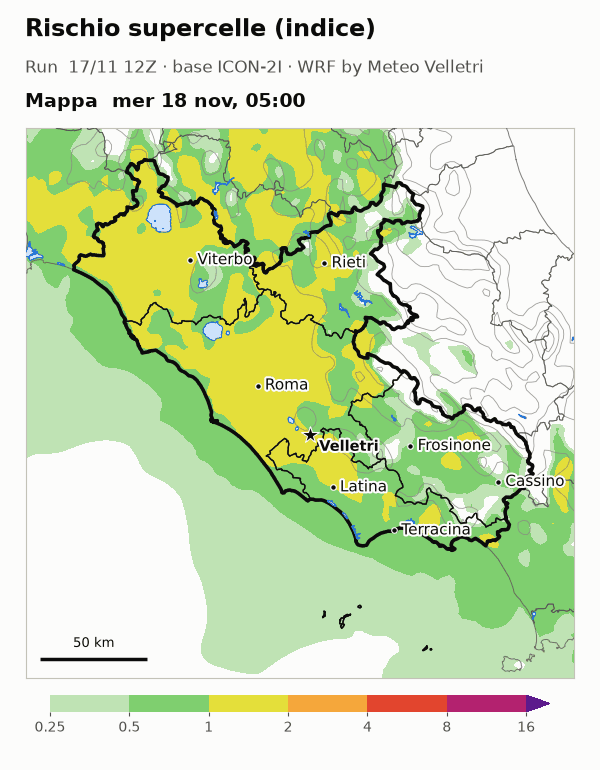 Rischio supercelle (indice)
Run  17/11 12Z · base ICON-2I · WRF by Meteo Velletri
Mappa  mer 18 nov, 05:00
Viterbo
Rieti
Roma
Velletri
Frosinone
Latina
Cassino
Terracina
50 km
0.25 0.5 1 2 4 8 16